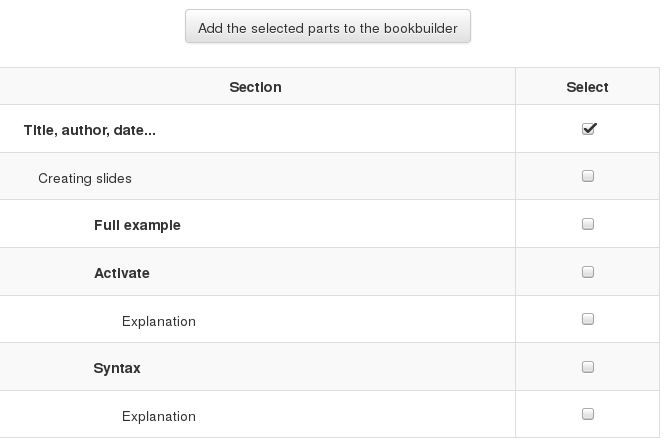 Add the selected parts to the bookbuilder
Section Select
Title, author, date...
Creating slides
Full example
Activate
Explanation
Syntax
Explanation